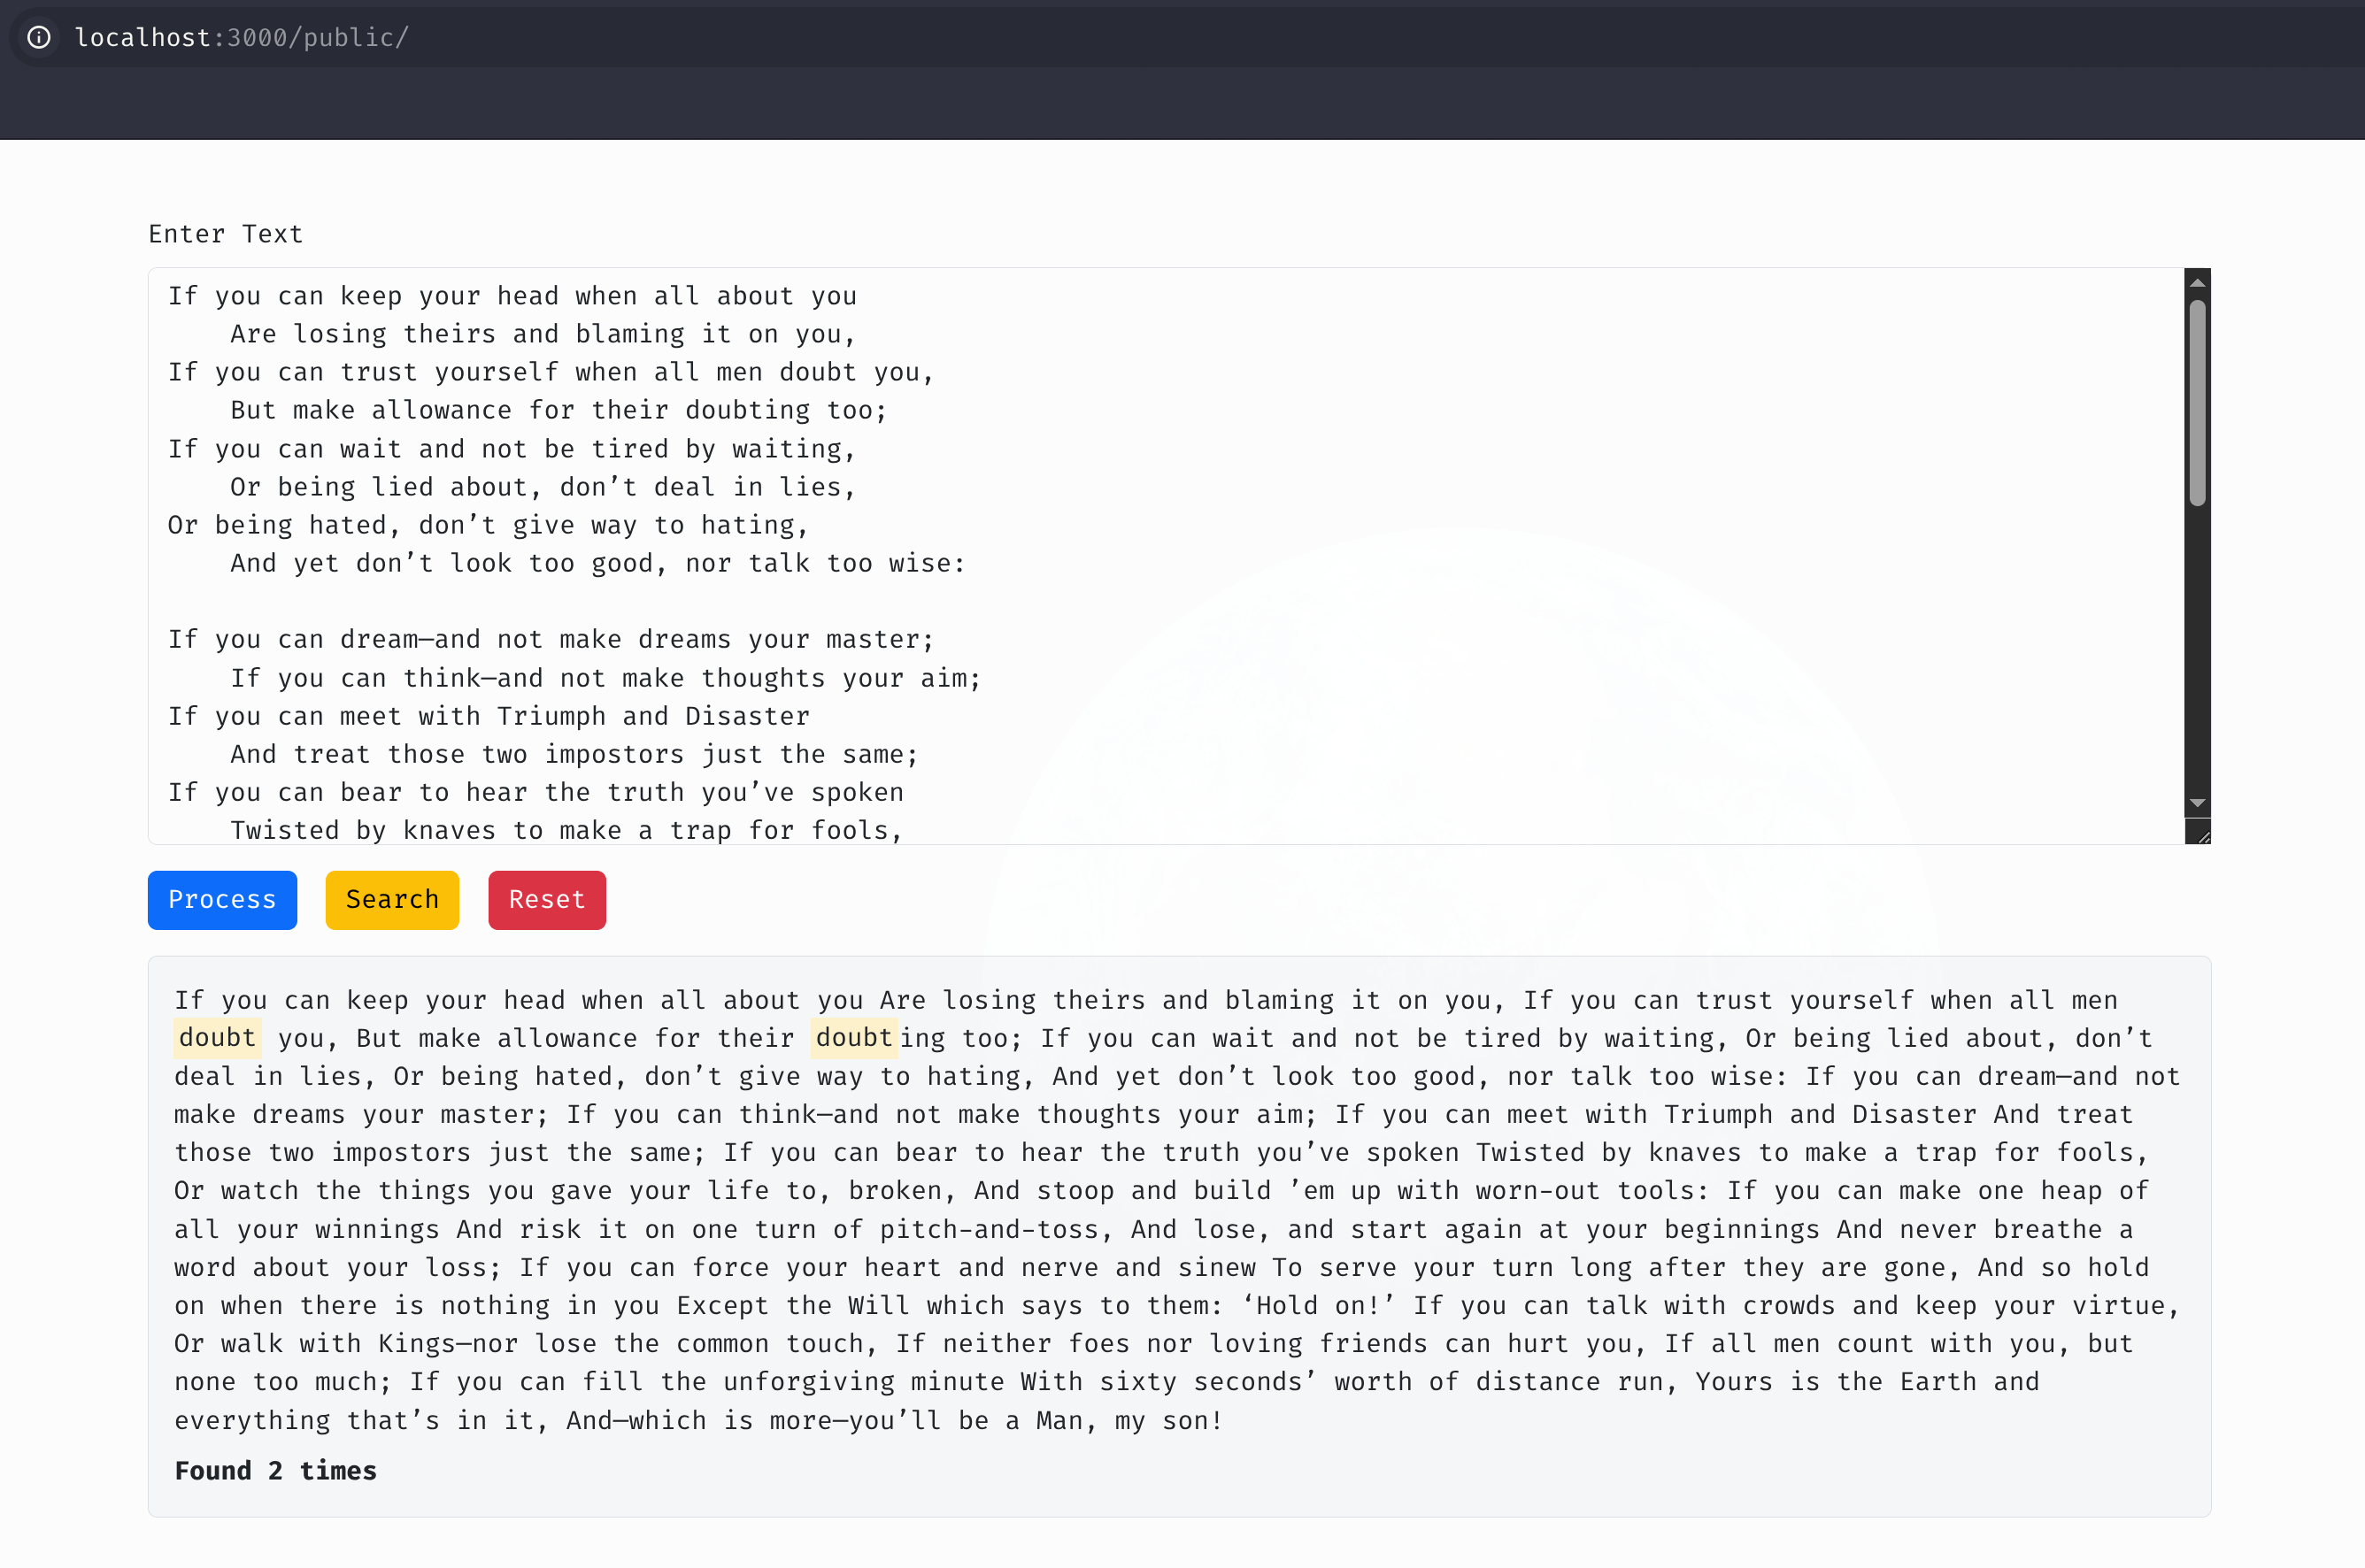 localhost:3000/public/
Enter Text
If you can keep your head when all about you
Are losing theirs and blaming it on you,
If you can trust yourself when all men doubt you,
But make allowance for their doubting too;
If you can wait and not be tired by waiting,
Or being lied about, don’t deal in lies,
Or being hated, don’t give way to hating,
And yet don’t look too good, nor talk too wise:
If you can dream—and not make dreams your master;
If you can think—and not make thoughts your aim;
If you can meet with Triumph and Disaster
And treat those two impostors just the same;
If you can bear to hear the truth you’ve spoken
Twisted by knaves to make a trap for fools,
Process Search Reset
If you can keep your head when all about you Are losing theirs and blaming it on you, If you can trust yourself when all men
doubt you, But make allowance for their doubting too; If you can wait and not be tired by waiting, Or being lied about, don’t
deal in lies, Or being hated, don’t give way to hating, And yet don’t look too good, nor talk too wise: If you can dream—and not
make dreams your master; If you can think—and not make thoughts your aim; If you can meet with Triumph and Disaster And treat
those two impostors just the same; If you can bear to hear the truth you’ve spoken Twisted by knaves to make a trap for fools,
Or watch the things you gave your life to, broken, And stoop and build ’em up with worn-out tools: If you can make one heap of
all your winnings And risk it on one turn of pitch-and-toss, And lose, and start again at your beginnings And never breathe a
word about your loss; If you can force your heart and nerve and sinew To serve your turn long after they are gone, And so hold
on when there is nothing in you Except the Will which says to them: ‘Hold on!’ If you can talk with crowds and keep your virtue,
Or walk with Kings—nor lose the common touch, If neither foes nor loving friends can hurt you, If all men count with you, but
none too much; If you can fill the unforgiving minute With sixty seconds’ worth of distance run, Yours is the Earth and
everything that’s in it, And—which is more—you’ll be a Man, my son!
Found 2 times